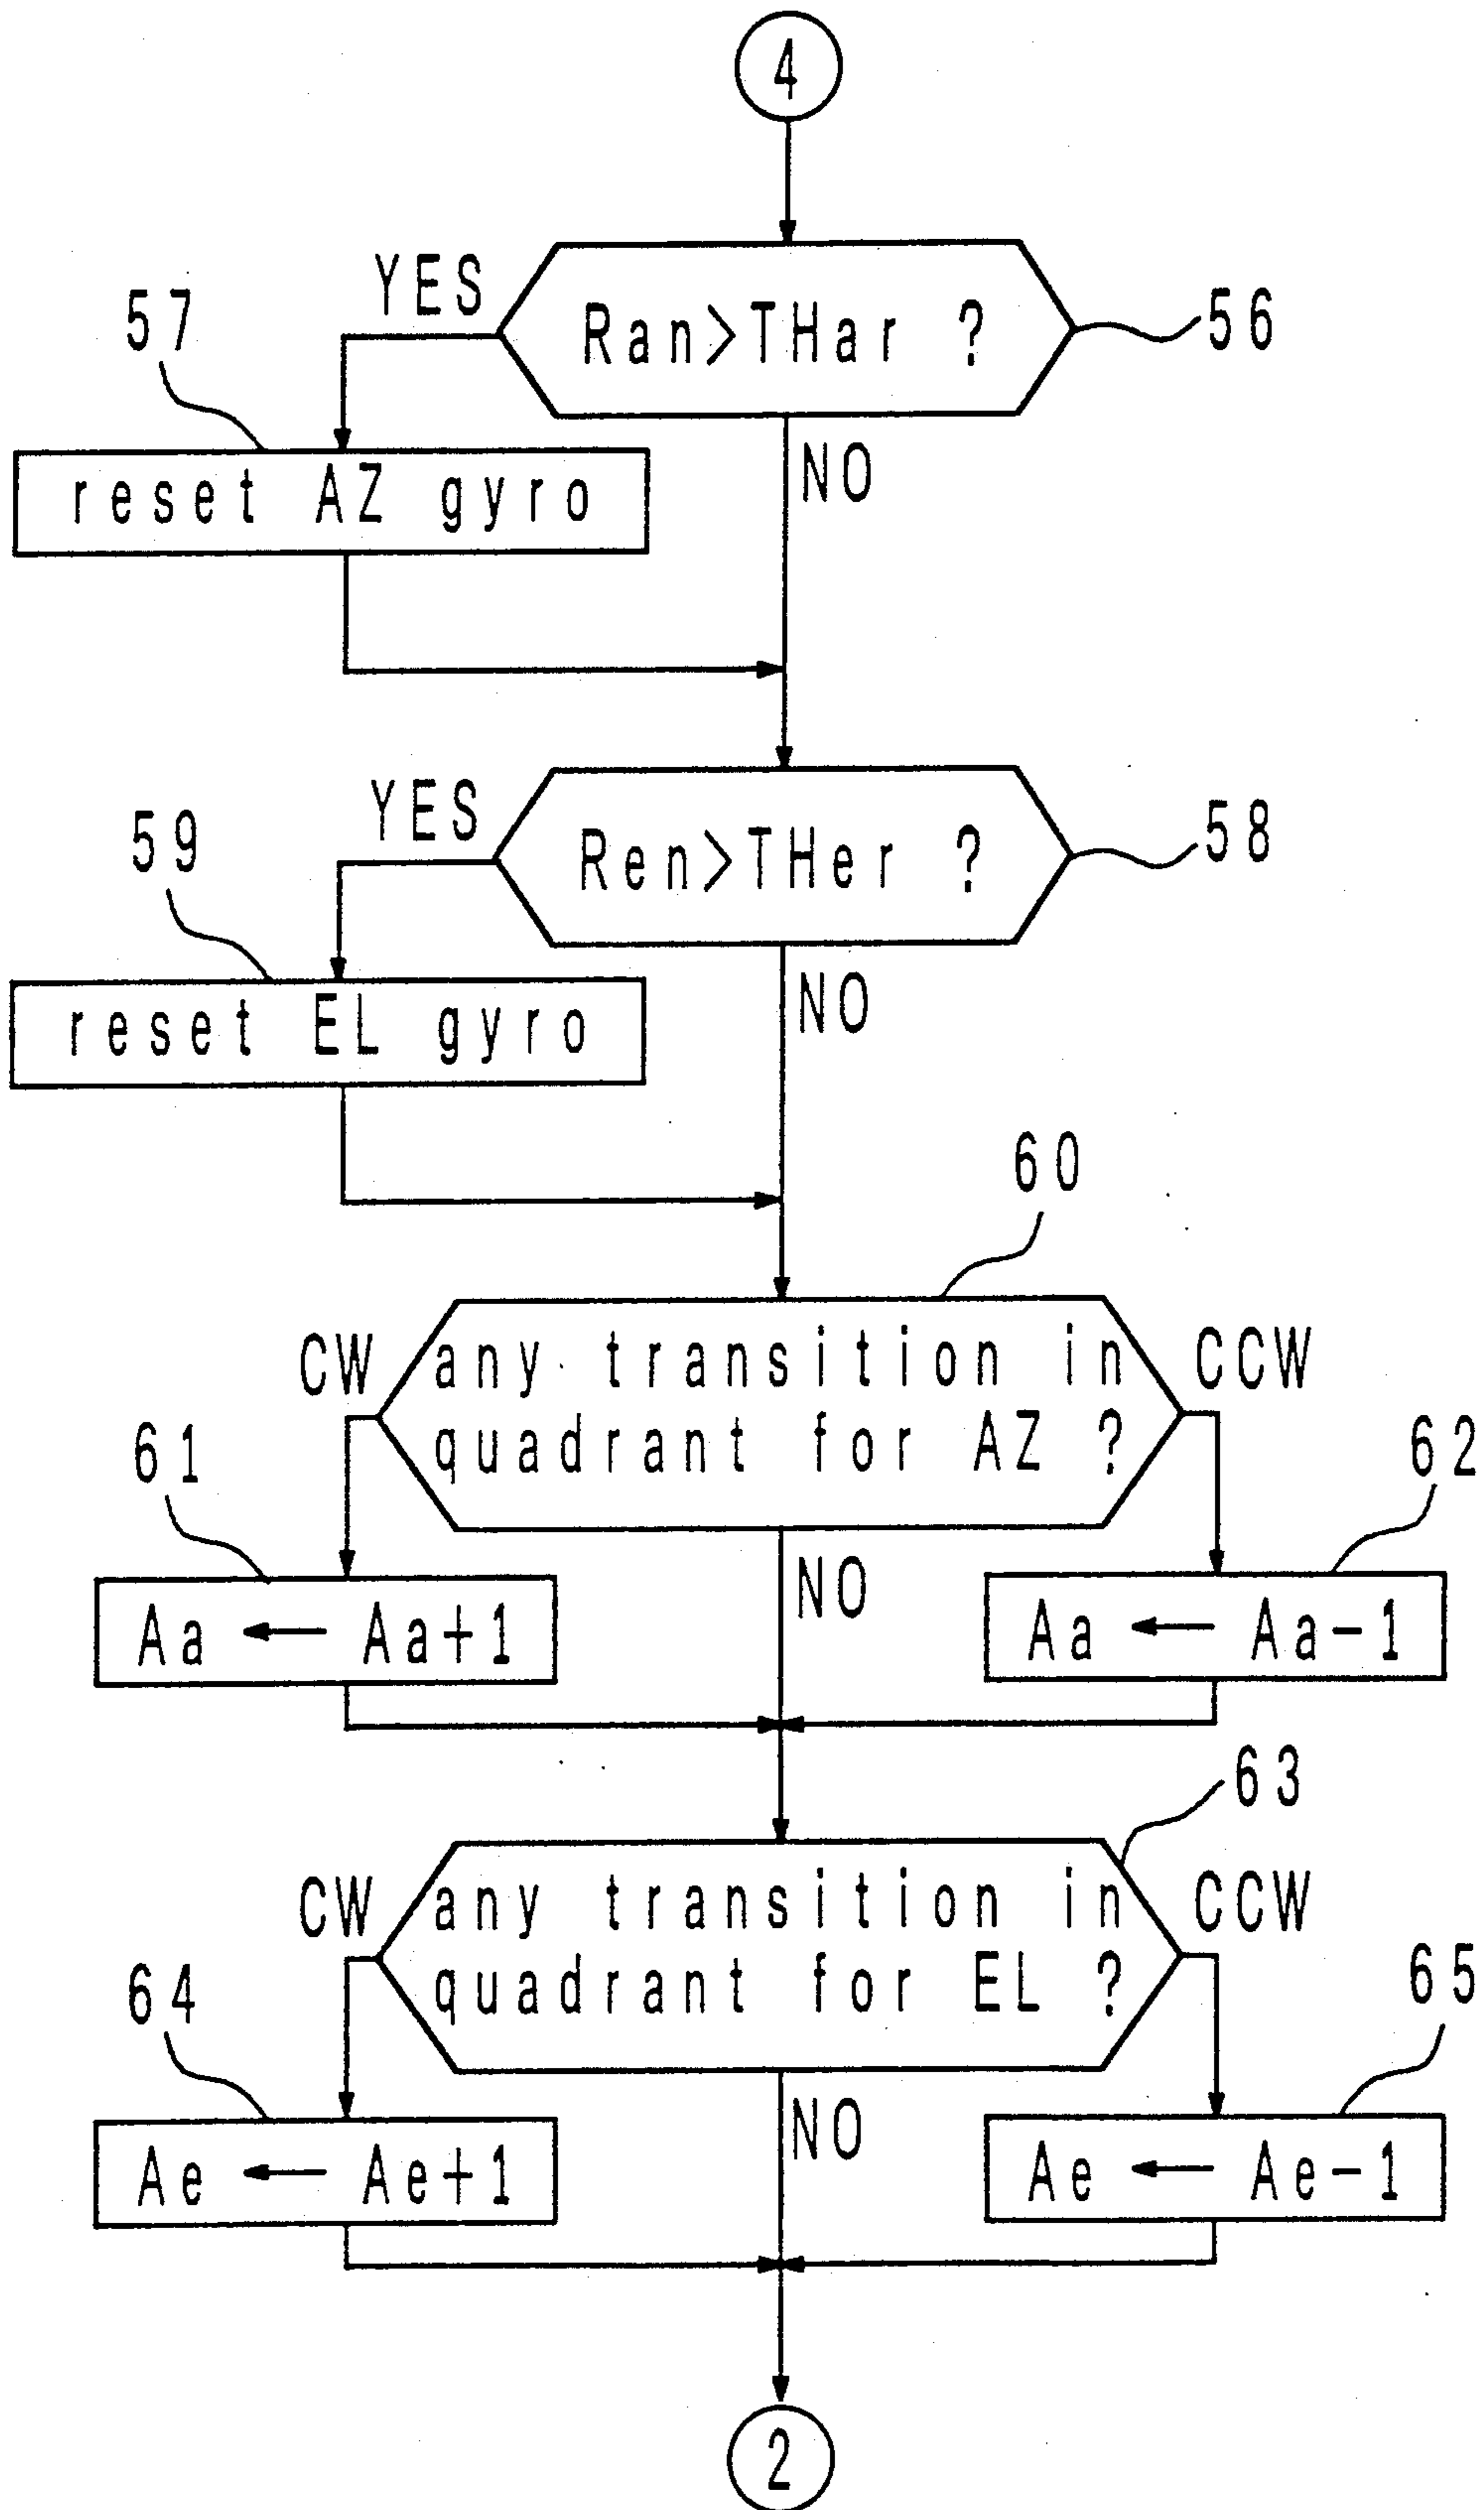 4
YES
57
Ran>THar ?
56
reset AZ gyro
NO
YES
59
Ren>THer ?
58
reset EL gyro
NO
60
CW
any transition in
quadrant for AZ ?
CCW
61
62
Aa ← Aa+1
NO
Aa ← Aa-1
63
CW
any transition in
quadrant for EL ?
CCW
64
65
Ae ← Ae+1
NO
Ae ← Ae-1
2